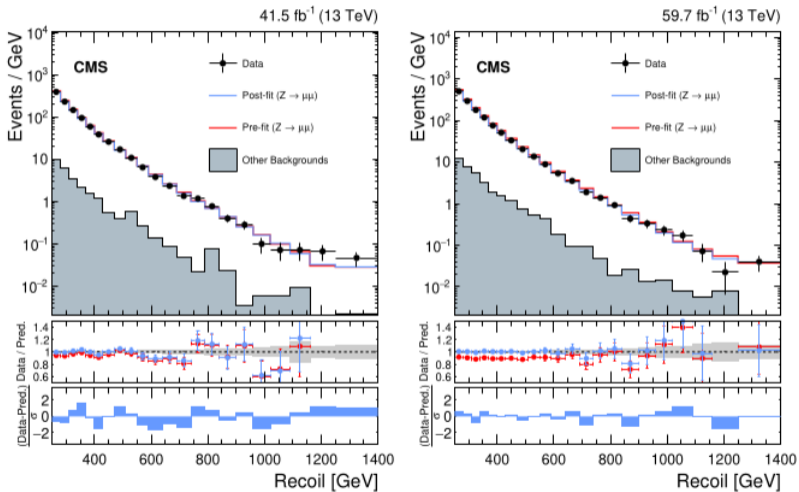 41.5 fb⁻¹ (13 TeV)
Events / GeV
10⁴
10³
10²
10
1
10⁻¹
10⁻²
CMS
Data
Post-fit (Z → μμ)
Pre-fit (Z → μμ)
Other Backgrounds
Data / Pred.
1.4
1.2
1
0.8
0.6
(Data-Pred.)
σ
2
0
−2
400 600 800 1000 1200 1400
Recoil [GeV]
59.7 fb⁻¹ (13 TeV)
Events / GeV
10⁴
10³
10²
10
1
10⁻¹
10⁻²
CMS
Data
Post-fit (Z → μμ)
Pre-fit (Z → μμ)
Other Backgrounds
Data / Pred.
1.4
1.2
1
0.8
0.6
(Data-Pred.)
σ
2
0
−2
400 600 800 1000 1200 1400
Recoil [GeV]